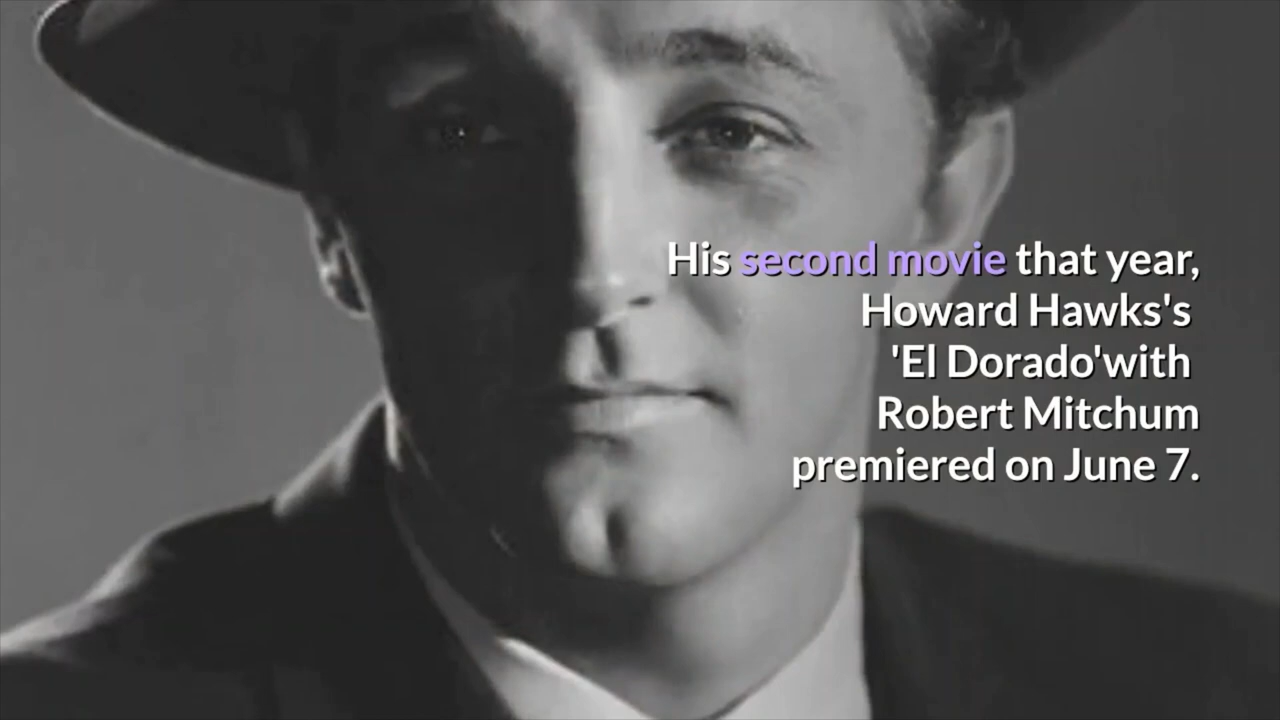 His second movie that year,
Howard Hawks's
'El Dorado'with
Robert Mitchum
premiered on June 7.